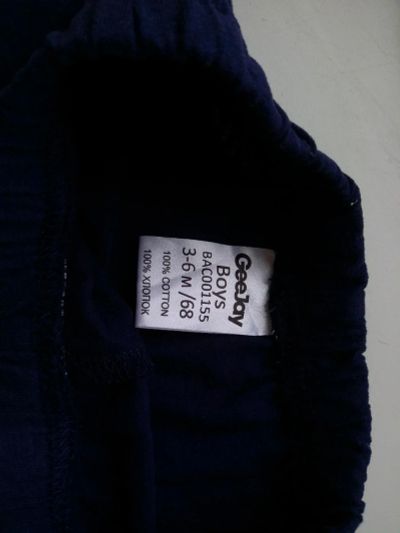 GeeJay
Boys
BAC001155
3-6 M /68
100% COTTON
100% ХЛОПОК